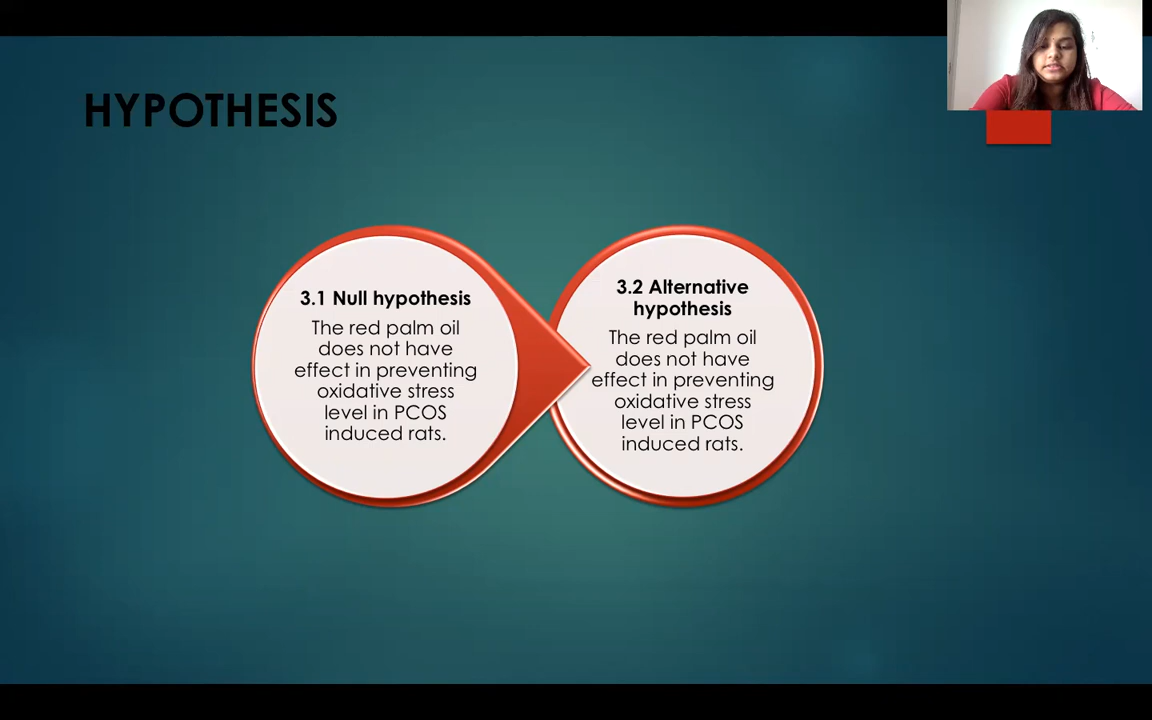 HYPOTHESIS
3.1 Null hypothesis
The red palm oil
does not have
effect in preventing
oxidative stress
level in PCOS
induced rats.
3.2 Alternative
hypothesis
The red palm oil
does not have
effect in preventing
oxidative stress
level in PCOS
induced rats.